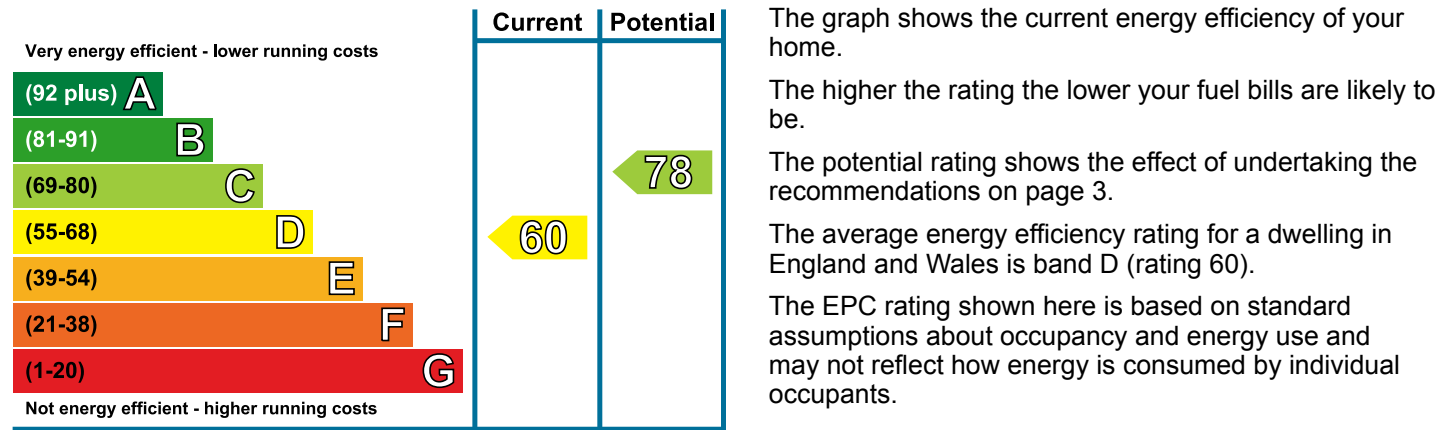 Current Potential
Very energy efficient - lower running costs
(92 plus) A
(81-91) B
(69-80) C
78
(55-68) D
60
(39-54) E
(21-38) F
(1-20) G
Not energy efficient - higher running costs
The graph shows the current energy efficiency of your
home.
The higher the rating the lower your fuel bills are likely to
be.
The potential rating shows the effect of undertaking the
recommendations on page 3.
The average energy efficiency rating for a dwelling in
England and Wales is band D (rating 60).
The EPC rating shown here is based on standard
assumptions about occupancy and energy use and
may not reflect how energy is consumed by individual
occupants.